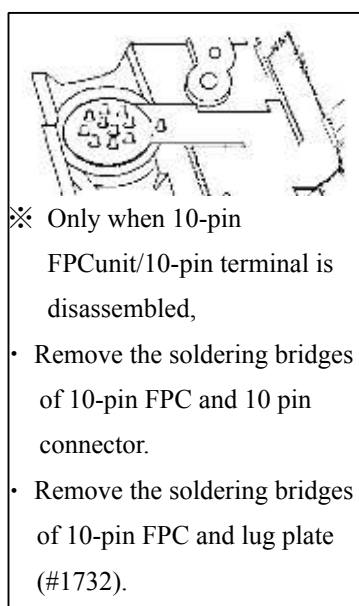 ※ Only when 10-pin
FPCunit/10-pin terminal is
disassembled,
・ Remove the soldering bridges
of 10-pin FPC and 10 pin
connector.
・ Remove the soldering bridges
of 10-pin FPC and lug plate
(#1732).